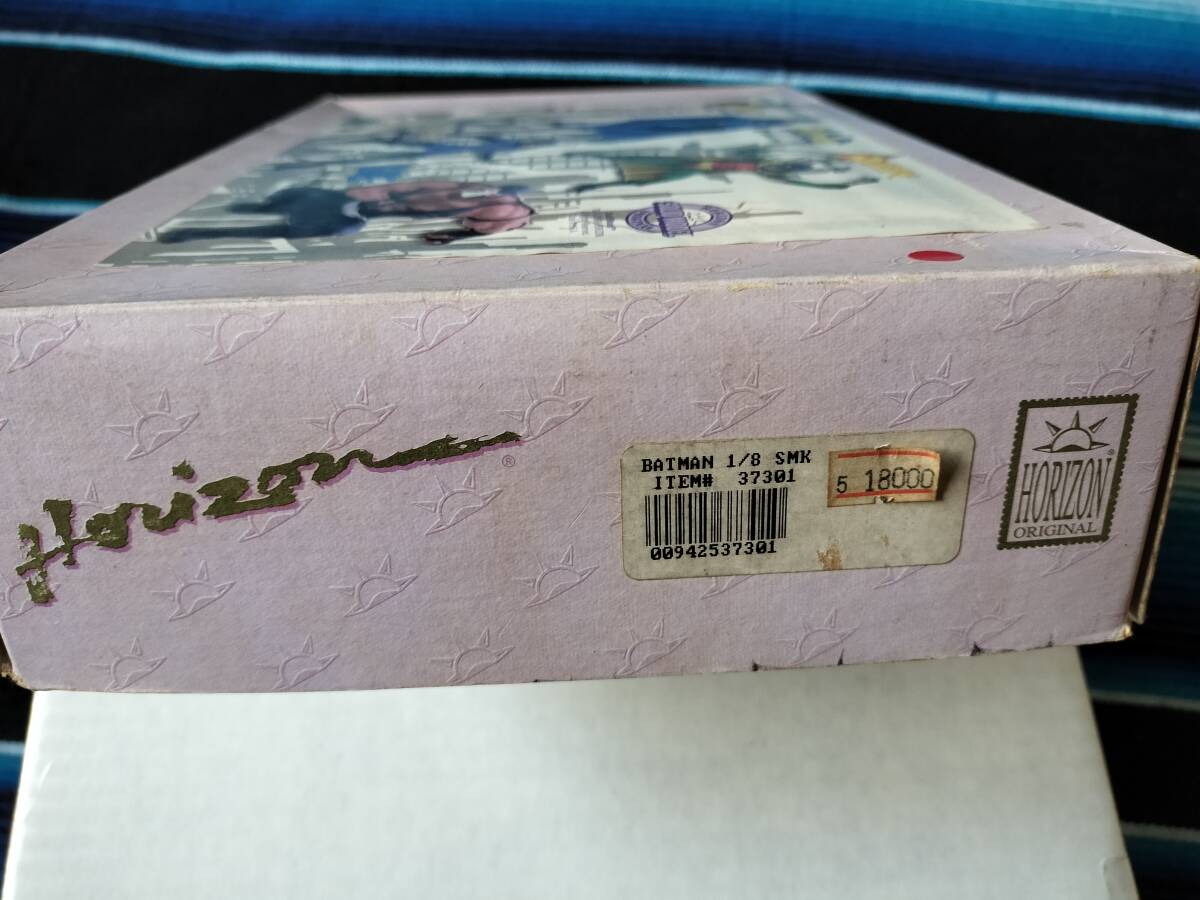 Horizon®
BATMAN 1/8 SMK
ITEM# 37301
00942537301
5 18000
HORIZON®
ORIGINAL